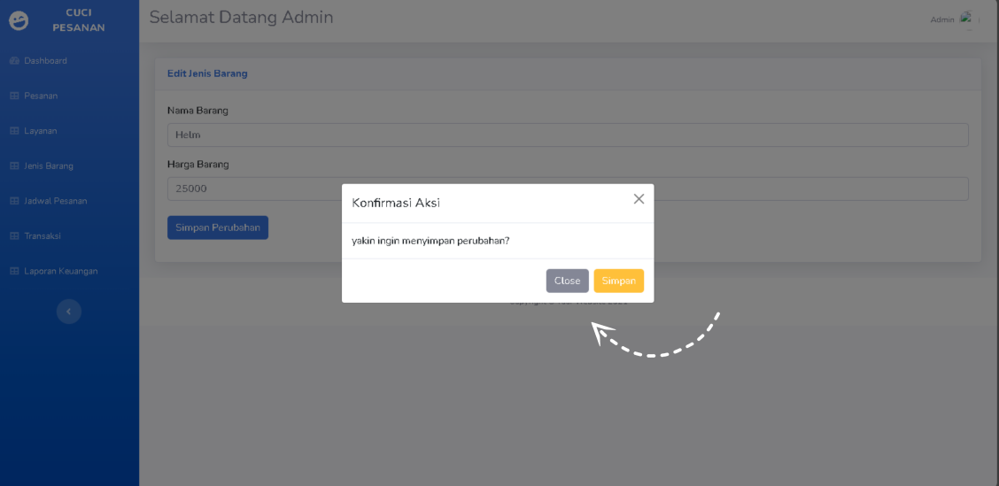 CUCI
PESANAN
Selamat Datang Admin
Admin
Dashboard
Pesanan
Layanan
Jenis Barang
Jadwal Pesanan
Transaksi
Laporan Keuangan
Edit Jenis Barang
Nama Barang
Helm
Harga Barang
25000
Simpan Perubahan
Konfirmasi Aksi
yakin ingin menyimpan perubahan?
Close
Simpan